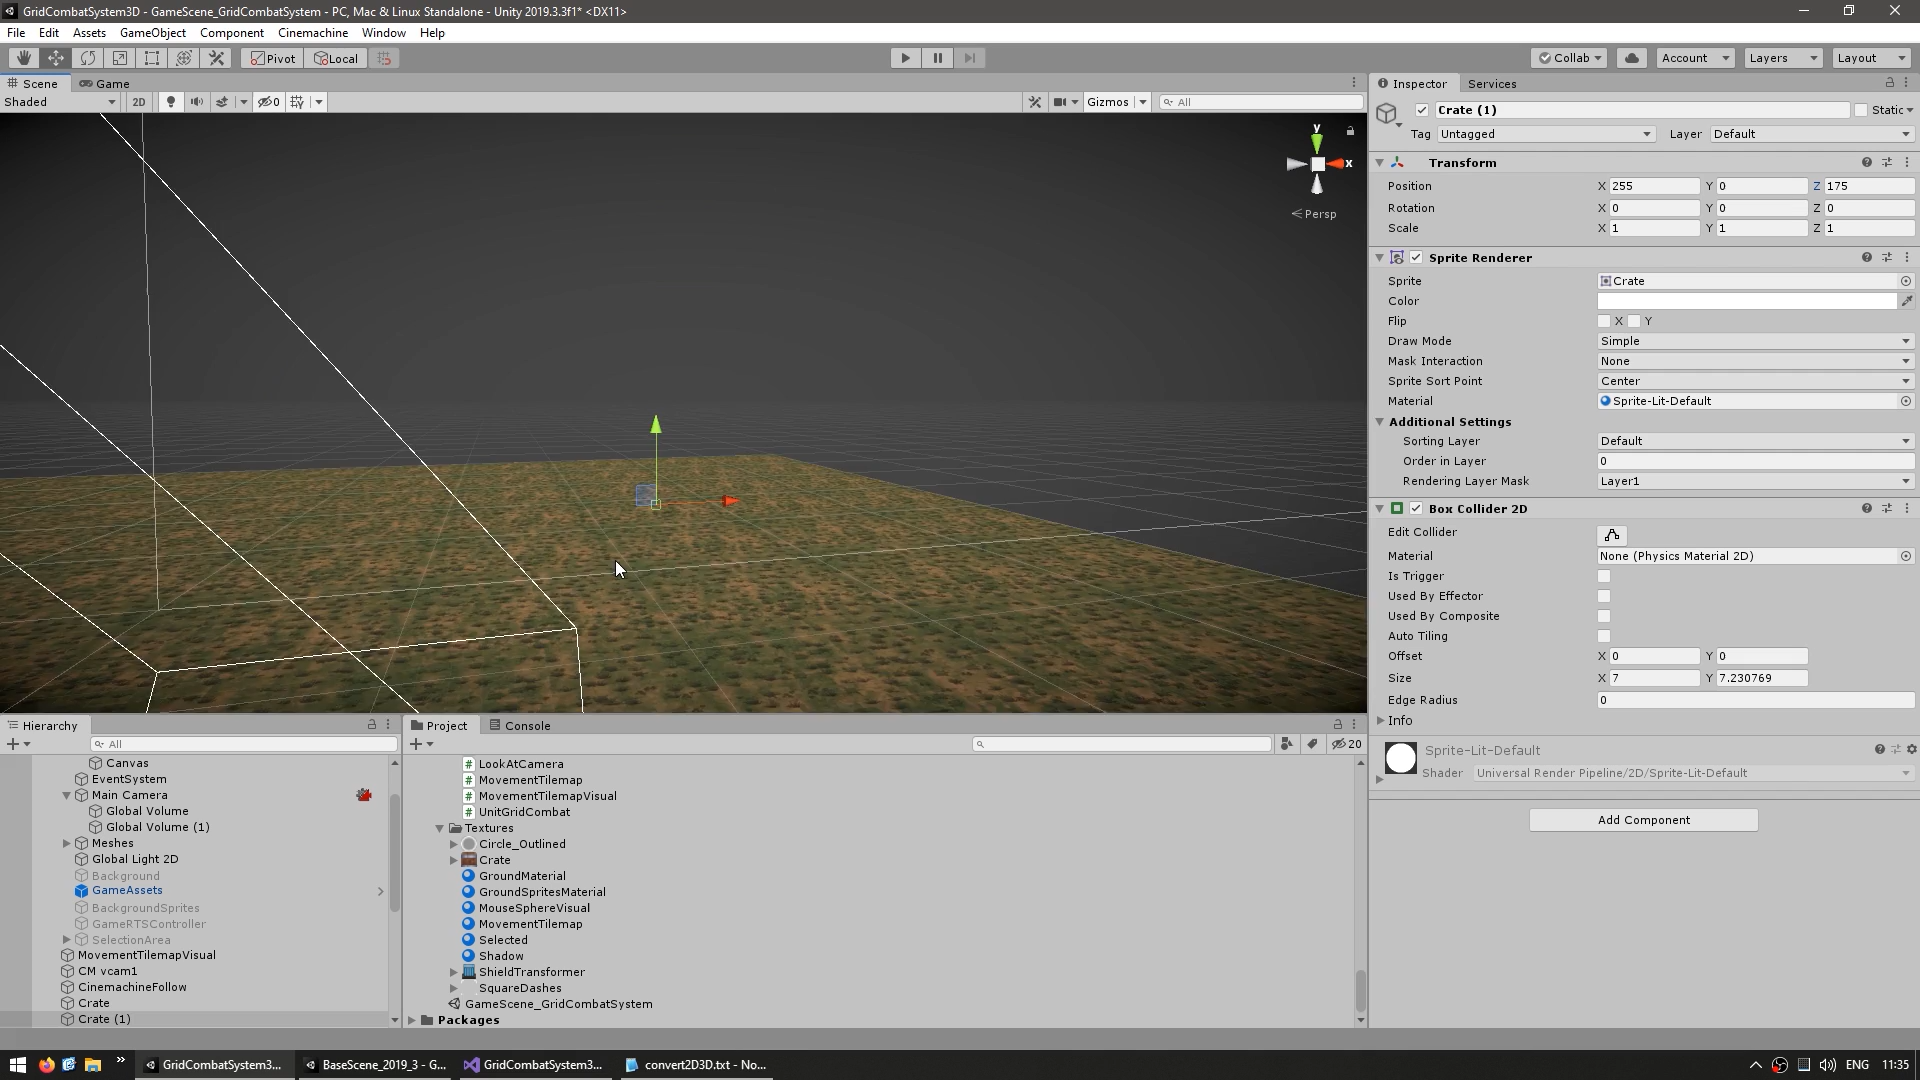 GridCombatSystem3D - GameScene_GridCombatSystem - PC, Mac & Linux Standalone - Unity 2019.3.3f1* <DX11>
File Edit Assets GameObject Component Cinemachine Window Help
Pivot Local Collab Account Layers Layout
Scene Game
Shaded 2D 0 Gizmos All
y
x
Persp
Inspector Services
Crate (1) Static
Tag Untagged Layer Default
Transform
Position X 255 Y 0 Z 175
Rotation X 0 Y 0 Z 0
Scale X 1 Y 1 Z 1
Sprite Renderer
Sprite Crate
Color
Flip X Y
Draw Mode Simple
Mask Interaction None
Sprite Sort Point Center
Material Sprite-Lit-Default
Additional Settings
Sorting Layer Default
Order in Layer 0
Rendering Layer Mask Layer1
Box Collider 2D
Edit Collider
Material None (Physics Material 2D)
Is Trigger
Used By Effector
Used By Composite
Auto Tiling
Offset X 0 Y 0
Size X 7 Y 7.230769
Edge Radius 0
Info
Sprite-Lit-Default
Shader Universal Render Pipeline/2D/Sprite-Lit-Default
Add Component
Hierarchy
All
Canvas
EventSystem
Main Camera
Global Volume
Global Volume (1)
Meshes
Global Light 2D
Background
GameAssets
BackgroundSprites
GameRTSController
SelectionArea
MovementTilemapVisual
CM vcam1
CinemachineFollow
Crate
Crate (1)
Project Console
20
LookAtCamera
MovementTilemap
MovementTilemapVisual
UnitGridCombat
Textures
Circle_Outlined
Crate
GroundMaterial
GroundSpritesMaterial
MouseSphereVisual
MovementTilemap
Selected
Shadow
ShieldTransformer
SquareDashes
GameScene_GridCombatSystem
Packages
GridCombatSystem3... BaseScene_2019_3 - G... GridCombatSystem3... convert2D3D.txt - No... ENG 11:35